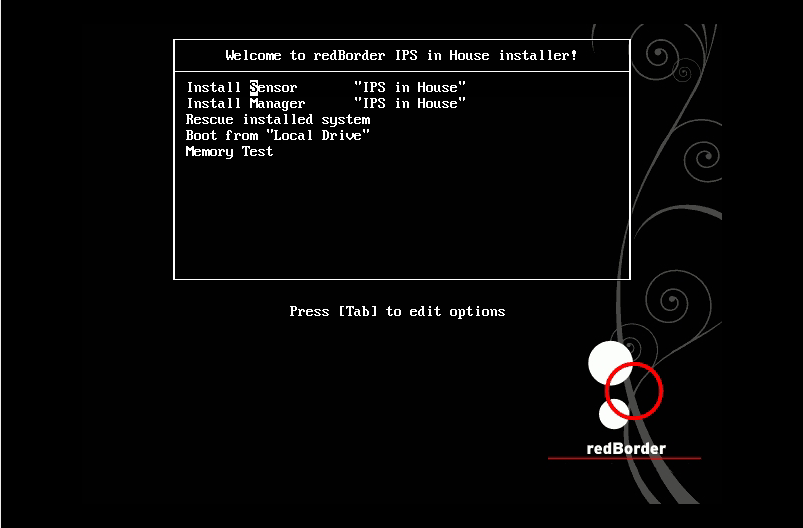 Welcome to redBorder IPS in House installer!
Install Sensor "IPS in House"
Install Manager "IPS in House"
Rescue installed system
Boot from "Local Drive"
Memory Test
Press [Tab] to edit options
redBorder